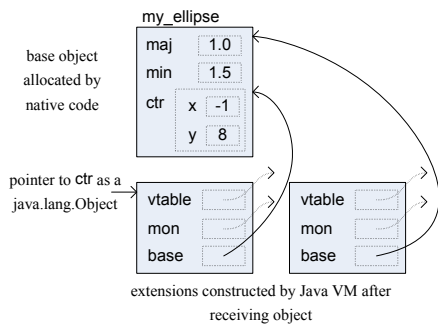 my_ellipse
maj 1.0
min 1.5
ctr x -1
y 8
base object
allocated by
native code
pointer to ctr as a
java.lang.Object
vtable
mon
base
vtable
mon
base
extensions constructed by Java VM after
receiving object